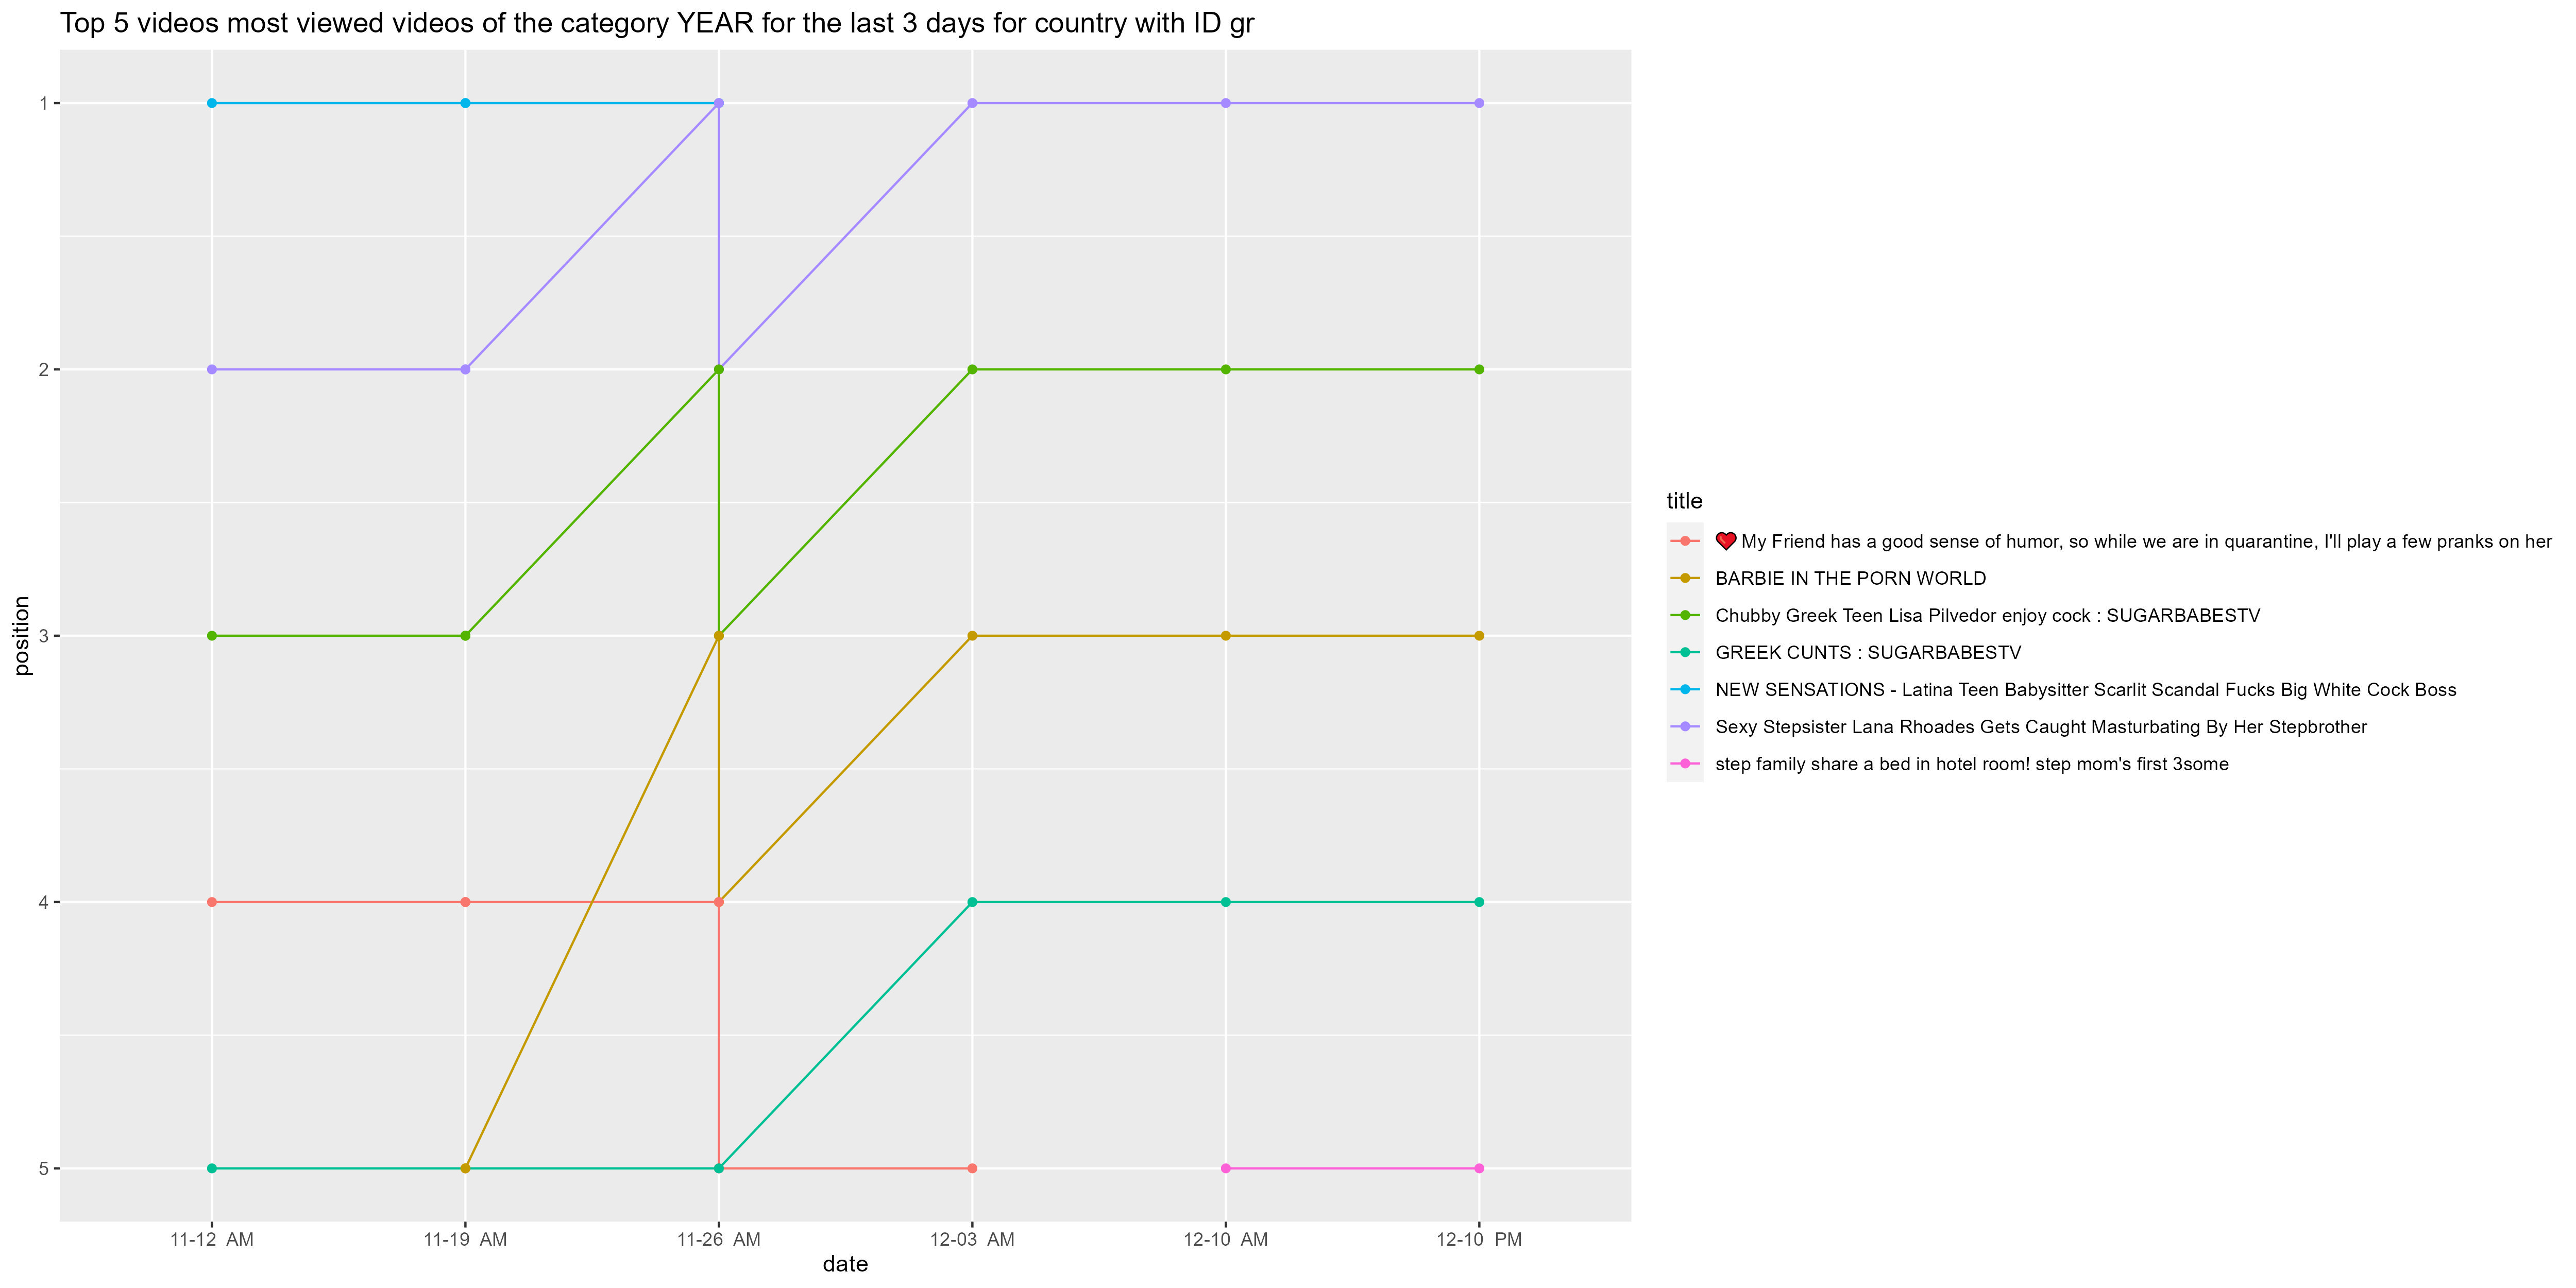 Top 5 videos most viewed videos of the category YEAR for the last 3 days for country with ID gr
1
2
3
4
5
position
11-12 AM
11-19 AM
11-26 AM
12-03 AM
12-10 AM
12-10 PM
date
title
❤ My Friend has a good sense of humor, so while we are in quarantine, I'll play a few pranks on her
BARBIE IN THE PORN WORLD
Chubby Greek Teen Lisa Pilvedor enjoy cock : SUGARBABESTV
GREEK CUNTS : SUGARBABESTV
NEW SENSATIONS - Latina Teen Babysitter Scarlit Scandal Fucks Big White Cock Boss
Sexy Stepsister Lana Rhoades Gets Caught Masturbating By Her Stepbrother
step family share a bed in hotel room! step mom's first 3some